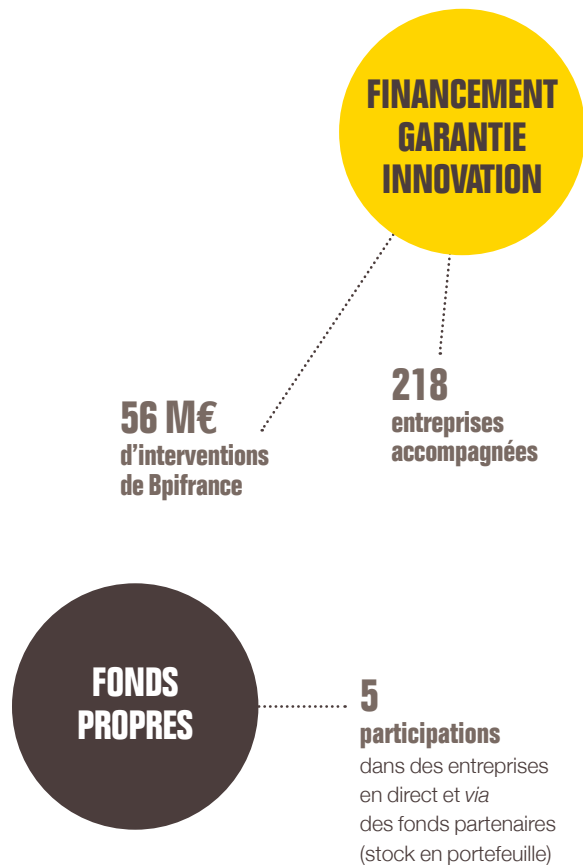 FINANCEMENT
GARANTIE
INNOVATION
56 M€
d'interventions
de Bpifrance
218
entreprises
accompagnées
FONDS
PROPRES
5
participations
dans des entreprises
en direct et via
des fonds partenaires
(stock en portefeuille)